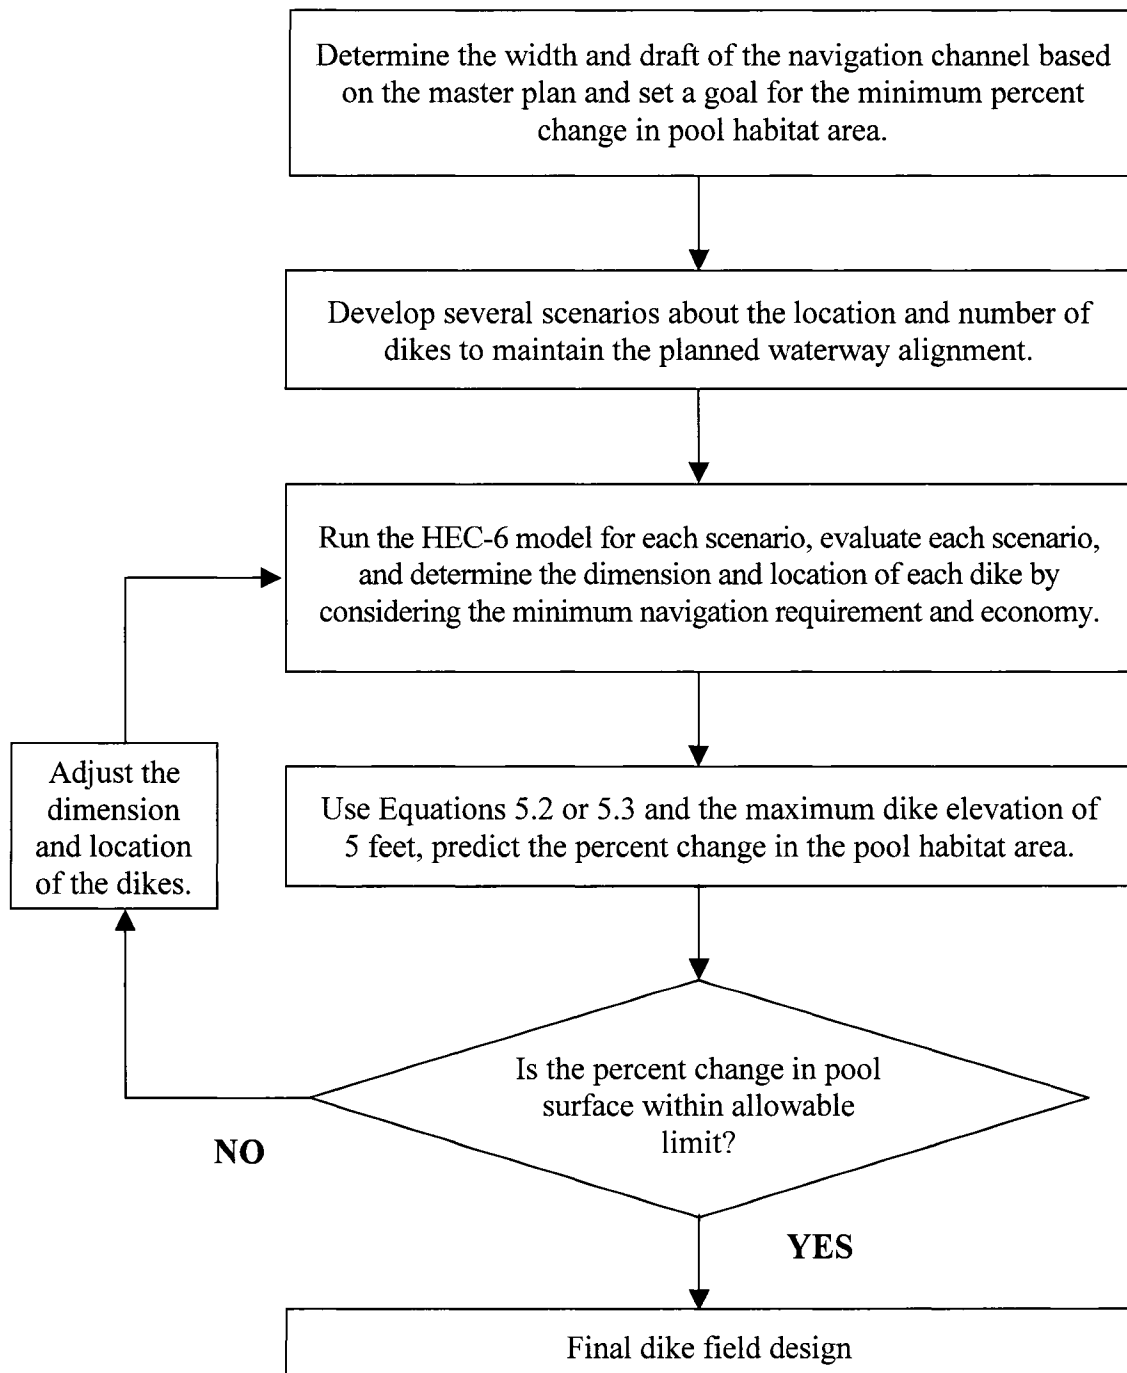 Determine the width and draft of the navigation channel based
on the master plan and set a goal for the minimum percent
change in pool habitat area.
Develop several scenarios about the location and number of
dikes to maintain the planned waterway alignment.
Run the HEC-6 model for each scenario, evaluate each scenario,
and determine the dimension and location of each dike by
considering the minimum navigation requirement and economy.
Adjust the
dimension
and location
of the dikes.
Use Equations 5.2 or 5.3 and the maximum dike elevation of
5 feet, predict the percent change in the pool habitat area.
Is the percent change in pool
surface within allowable
limit?
NO
YES
Final dike field design